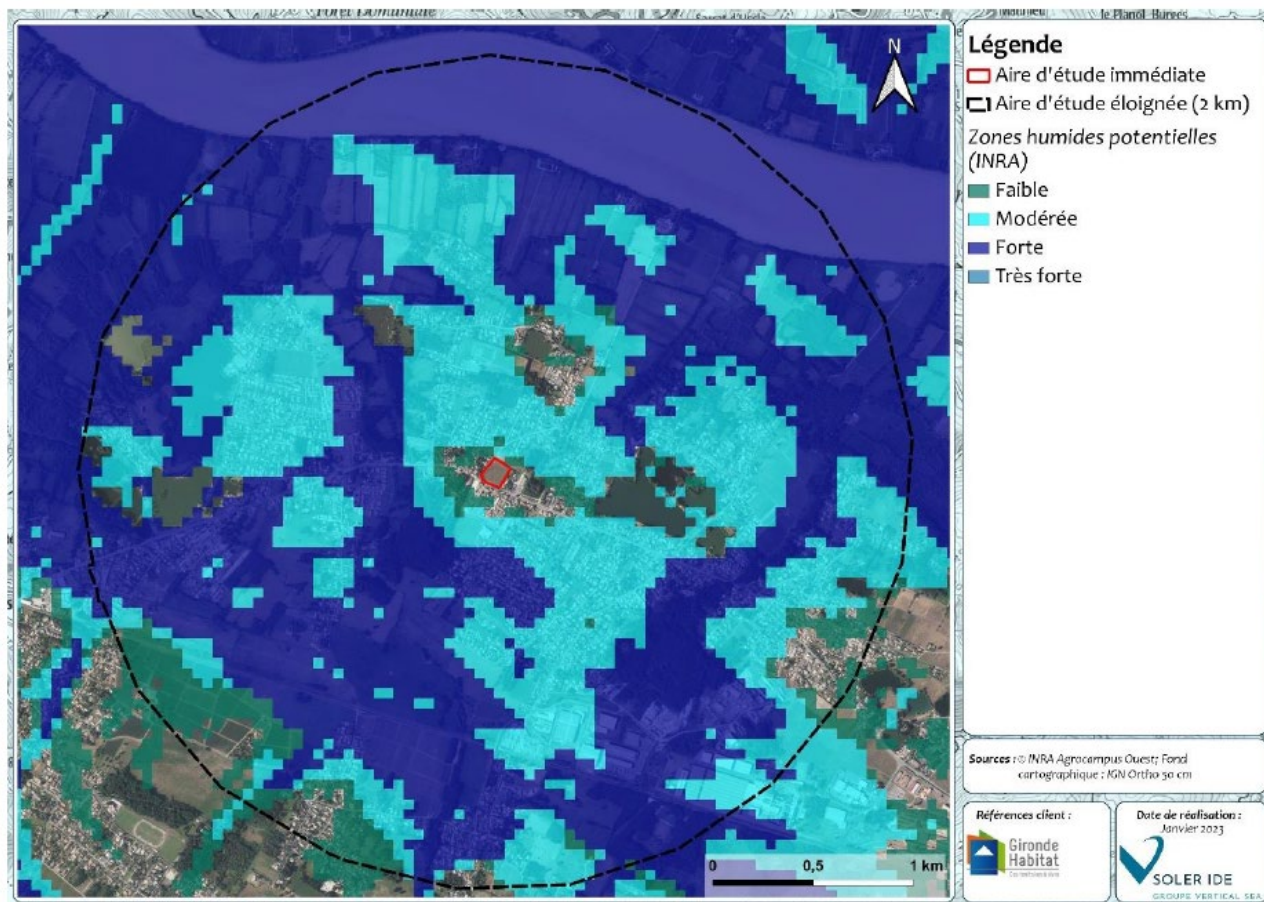 Légende
Aire d'étude immédiate
Aire d'étude éloignée (2 km)
Zones humides potentielles
(INRA)
Faible
Modérée
Forte
Très forte
N
0 0,5 1 km
Sources : © INRA Agrocampus Ouest; Fond
cartographique : IGN Ortho 50 cm
Références client :
Gironde
Habitat
Date de réalisation :
Janvier 2023
SOLER IDE
GROUPE VERTICAL SEA